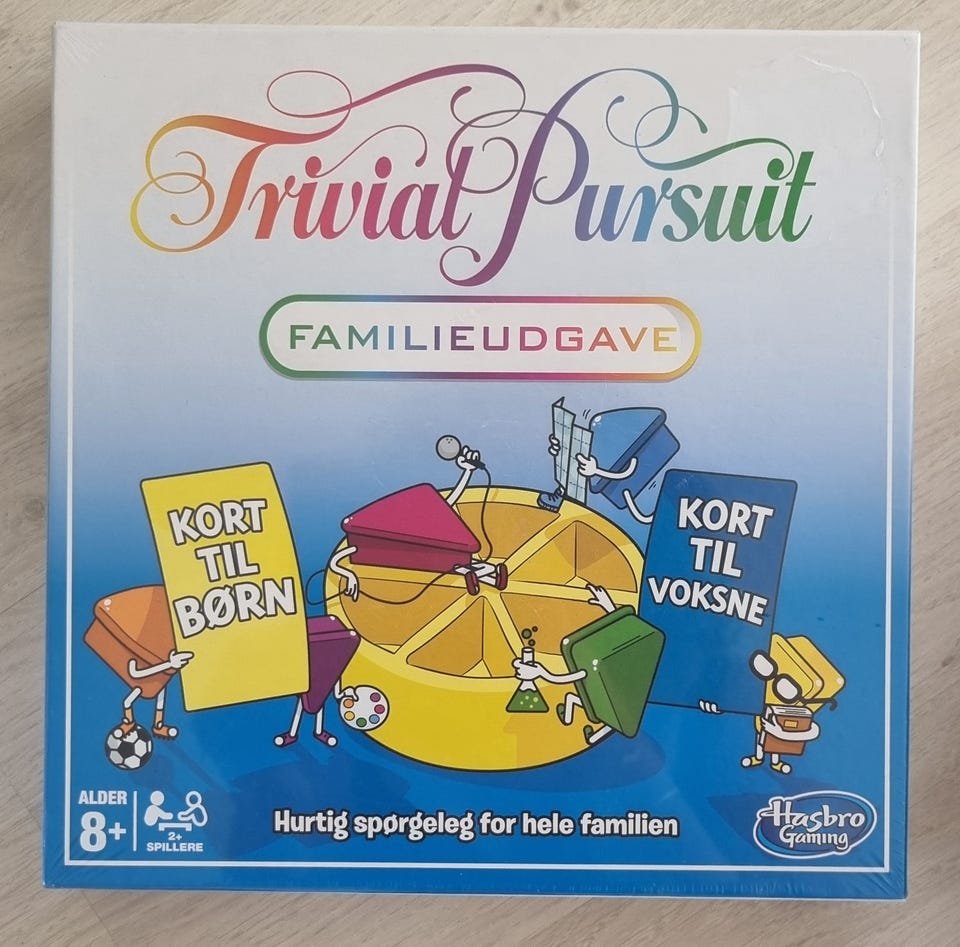 Trivial Pursuit
FAMILIEUDGAVE
KORT
TIL
BØRN
KORT
TIL
VOKSNE
ALDER
8+
2+
SPILLERE
Hurtig spørgeleg for hele familien
Hasbro
Gaming